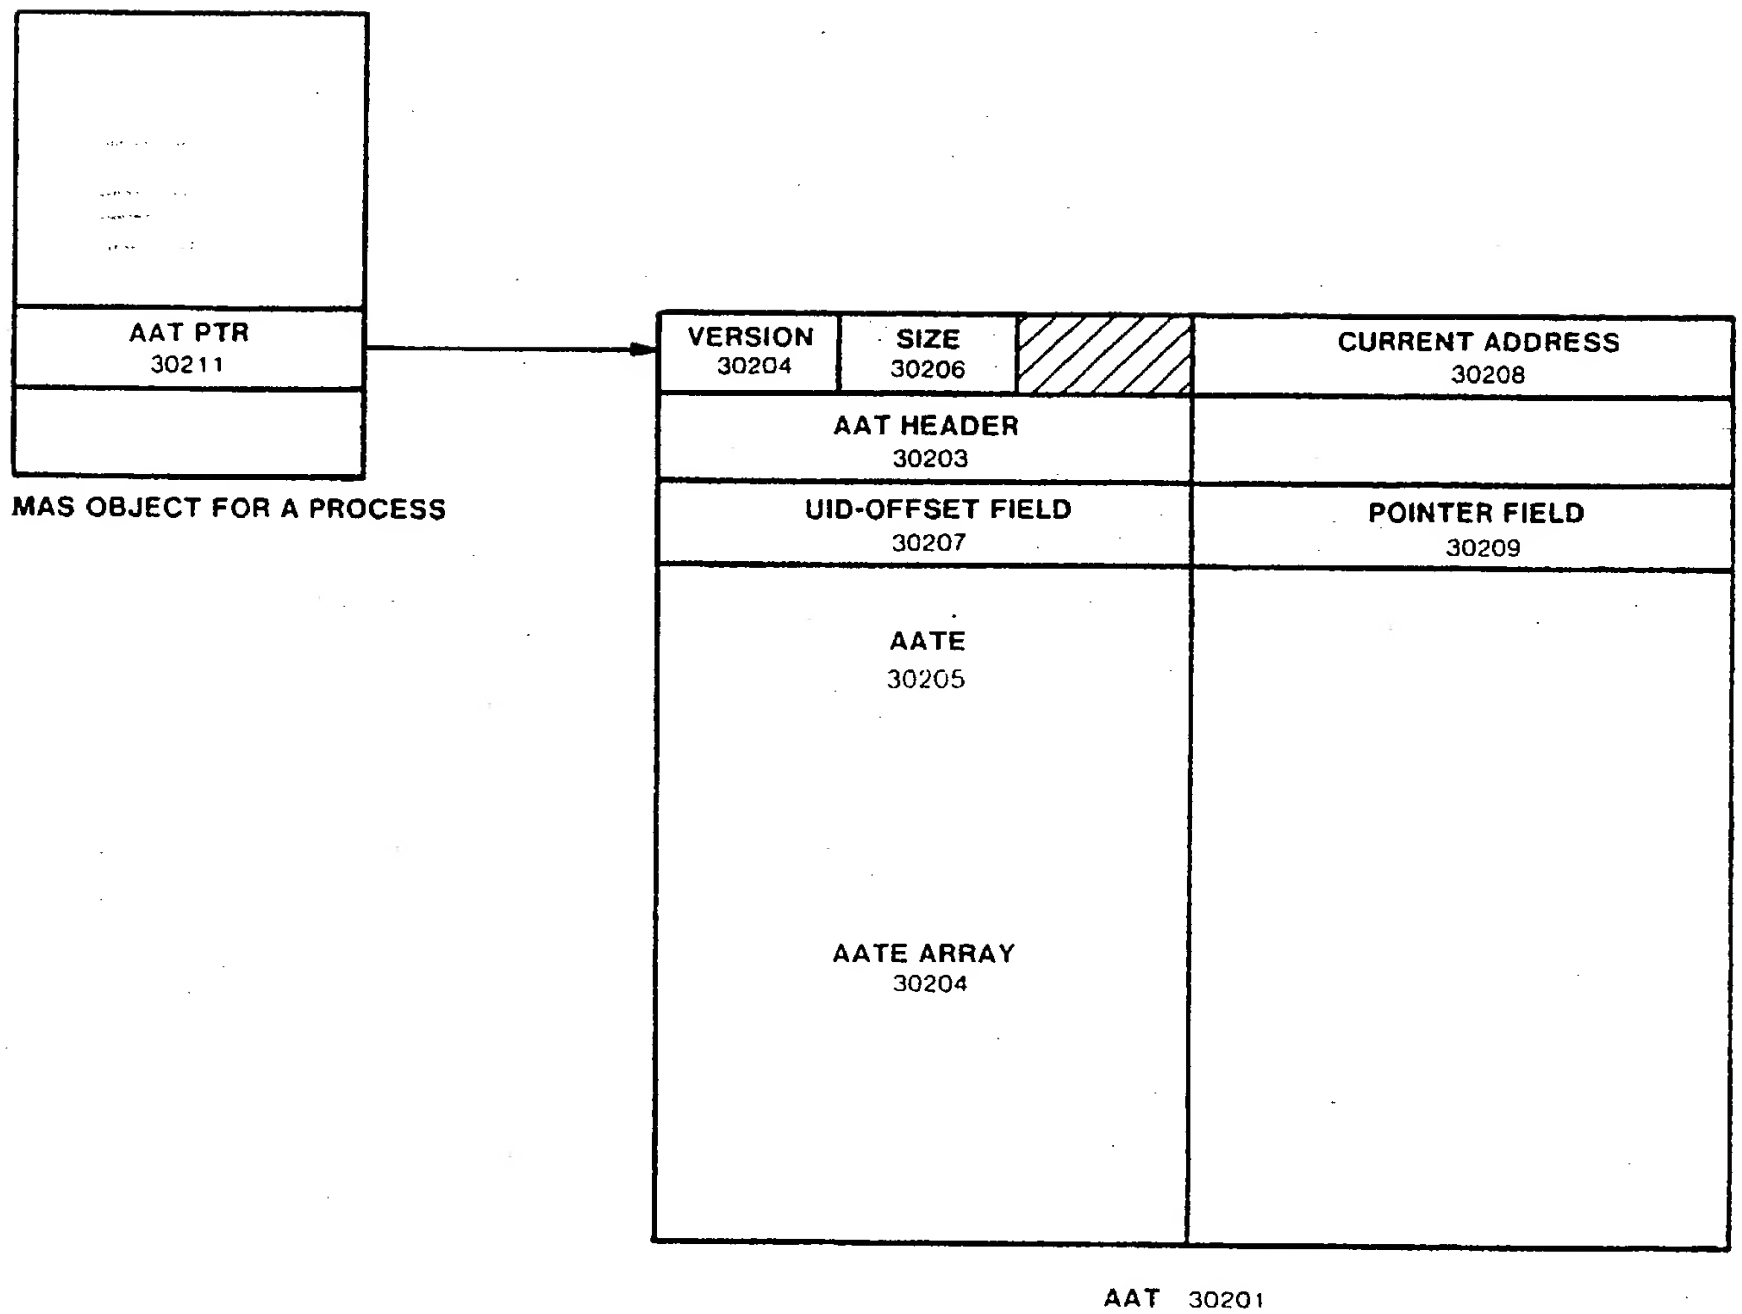 AAT PTR
30211
MAS OBJECT FOR A PROCESS
VERSION
30204
SIZE
30206
CURRENT ADDRESS
30208
AAT HEADER
30203
UID-OFFSET FIELD
30207
POINTER FIELD
30209
AATE
30205
AATE ARRAY
30204
AAT 30201